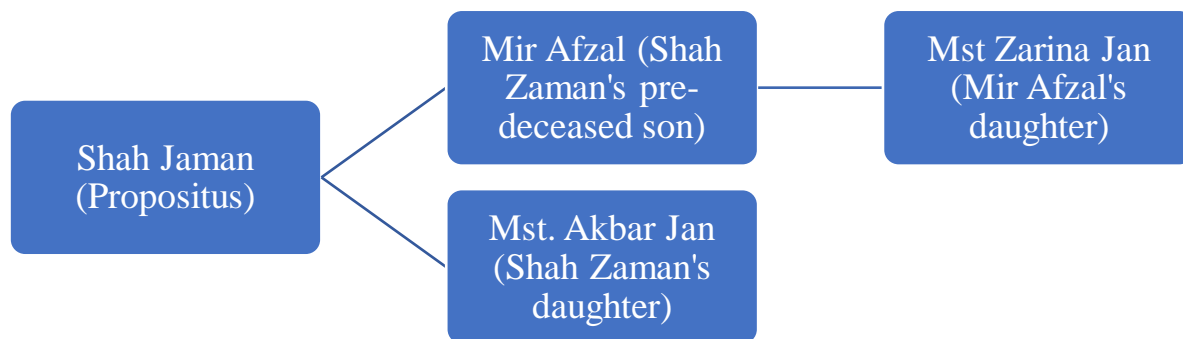 Shah Jaman
(Propositus)
Mir Afzal (Shah
Zaman's pre-
deceased son)
Mst Zarina Jan
(Mir Afzal's
daughter)
Mst. Akbar Jan
(Shah Zaman's
daughter)